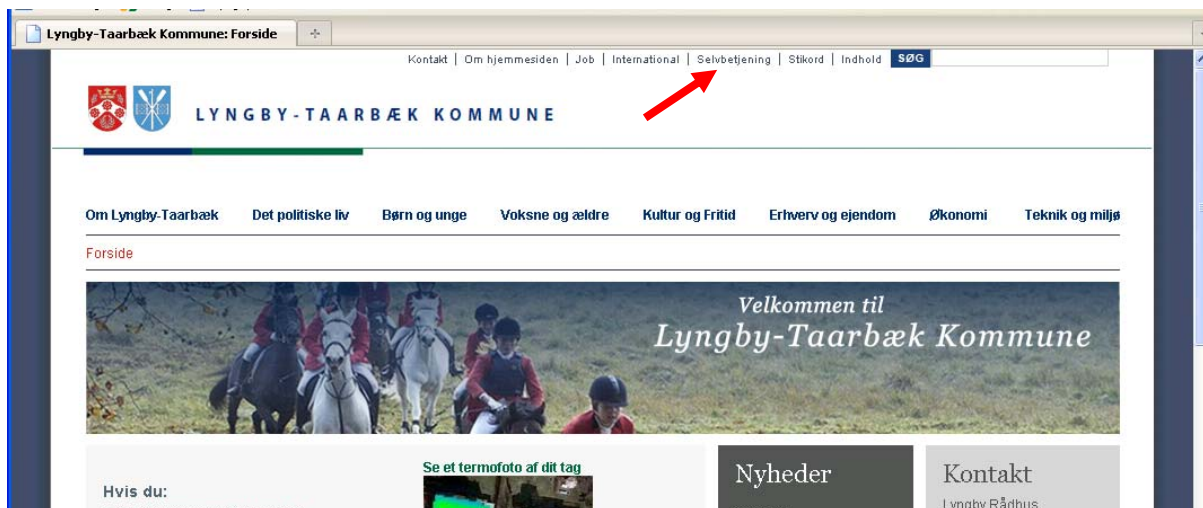 Lyngby-Taarbæk Kommune: Forside
Kontakt | Om hjemmesiden | Job | International | Selvbetjening | Stikord | Indhold SØG
LYNGBY-TAARBÆK KOMMUNE
Om Lyngby-Taarbæk Det politiske liv Børn og unge Voksne og ældre Kultur og Fritid Erhverv og ejendom Økonomi Teknik og miljø
Forside
Velkommen til
Lyngby-Taarbæk Kommune
Se et termofoto af dit tag
Hvis du:
Nyheder
Kontakt
Lyngby Rådhus